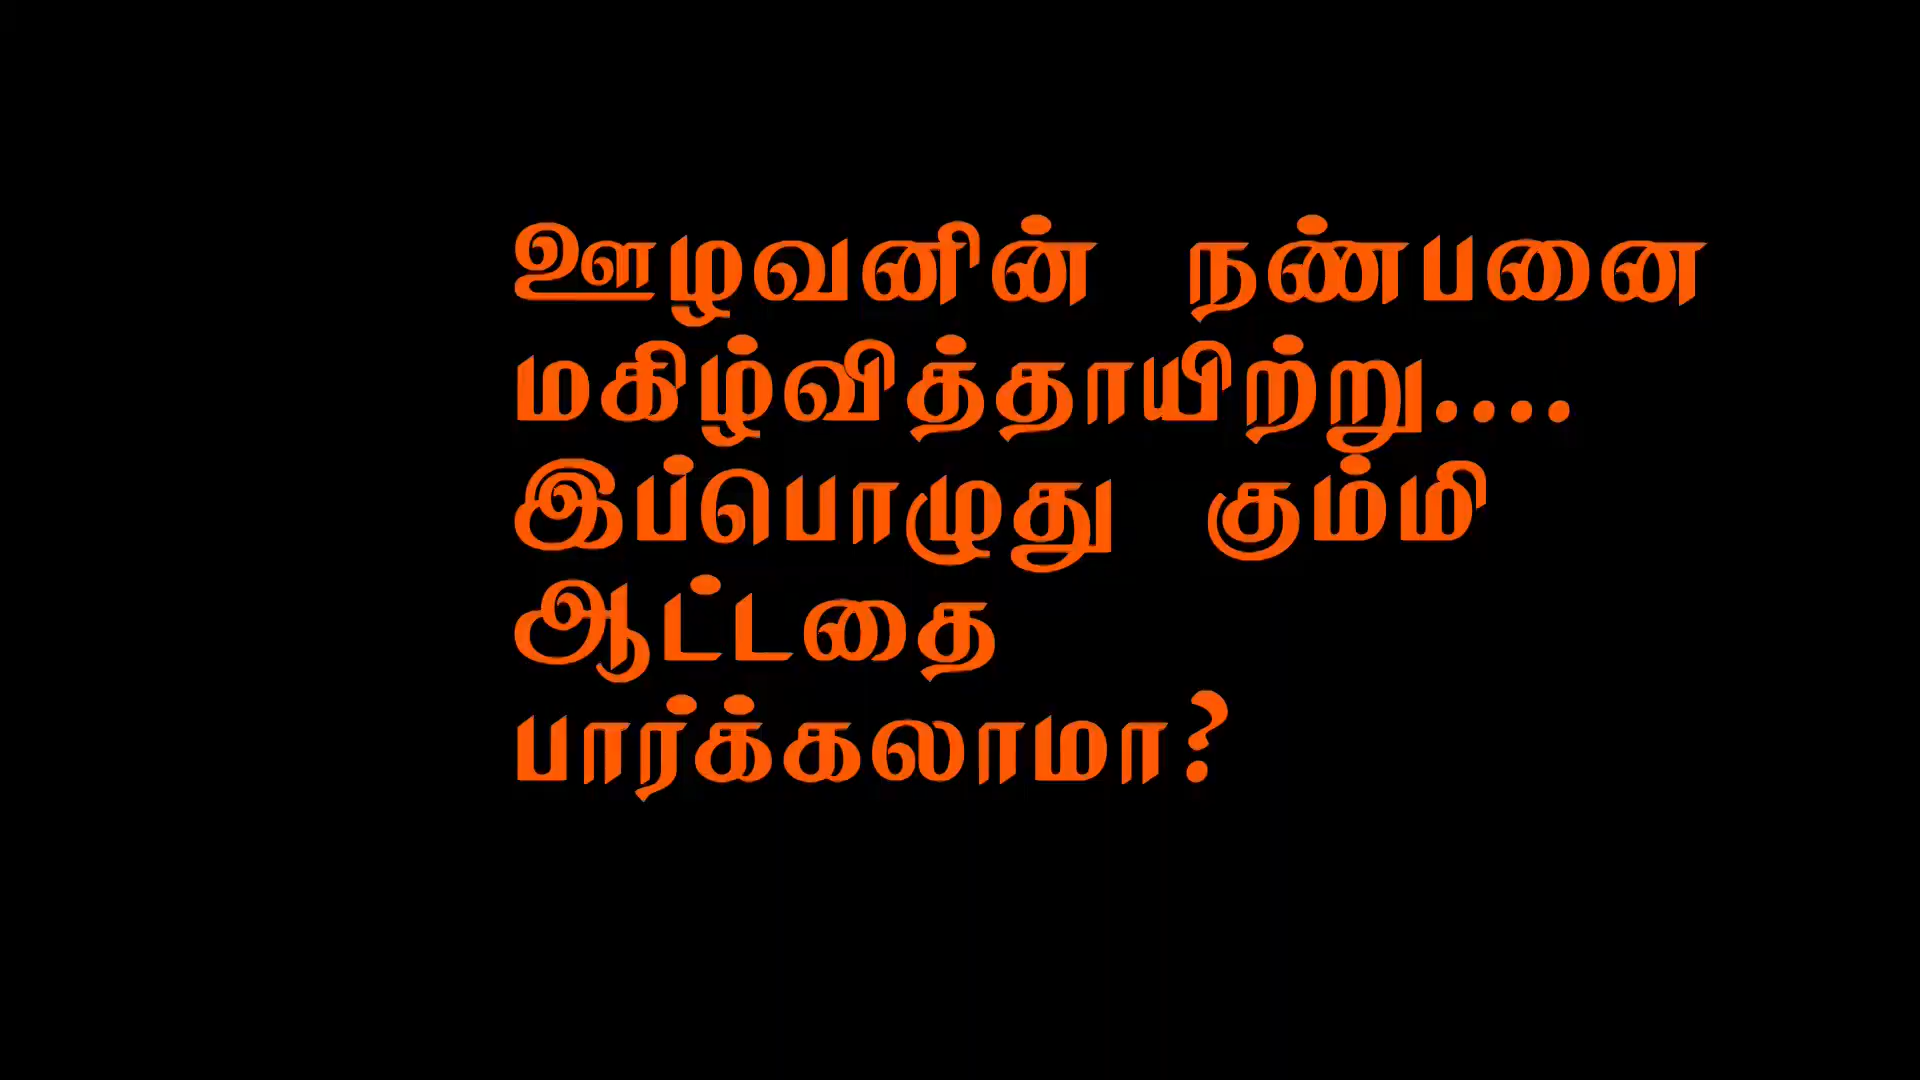 ஊழவனின் நண்பனை
மகிழ்வித்தாயிற்று....
இப்பொழுது கும்மி
ஆட்டதை
பார்க்கலாமா?